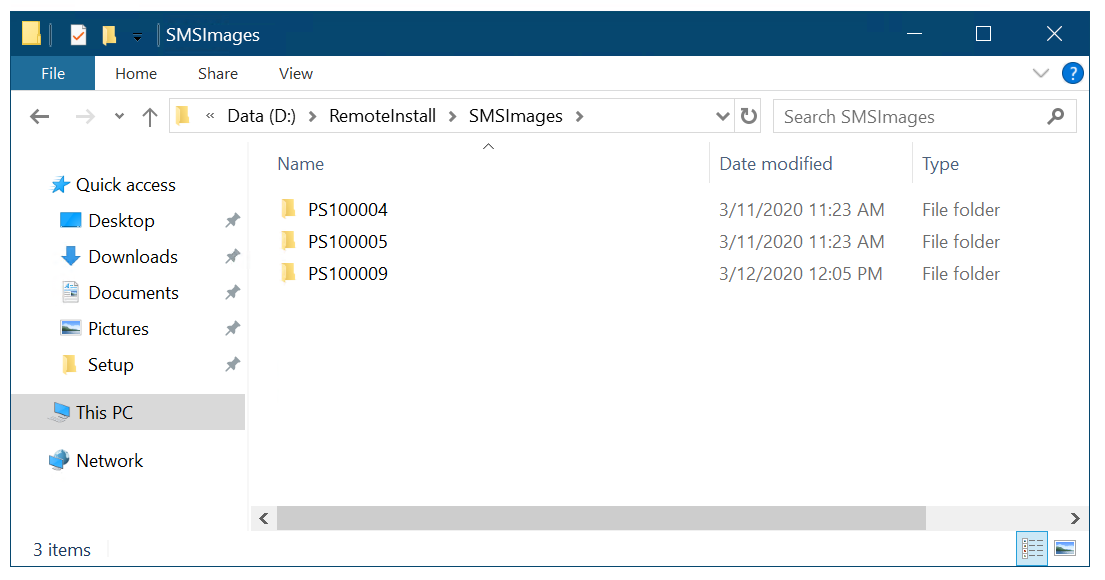 SMSImages
File Home Share View
« Data (D:) > RemoteInstall > SMSImages > Search SMSImages
Name Date modified Type
Quick access
Desktop
Downloads
Documents
Pictures
Setup
This PC
Network
PS100004 3/11/2020 11:23 AM File folder
PS100005 3/11/2020 11:23 AM File folder
PS100009 3/12/2020 12:05 PM File folder
3 items